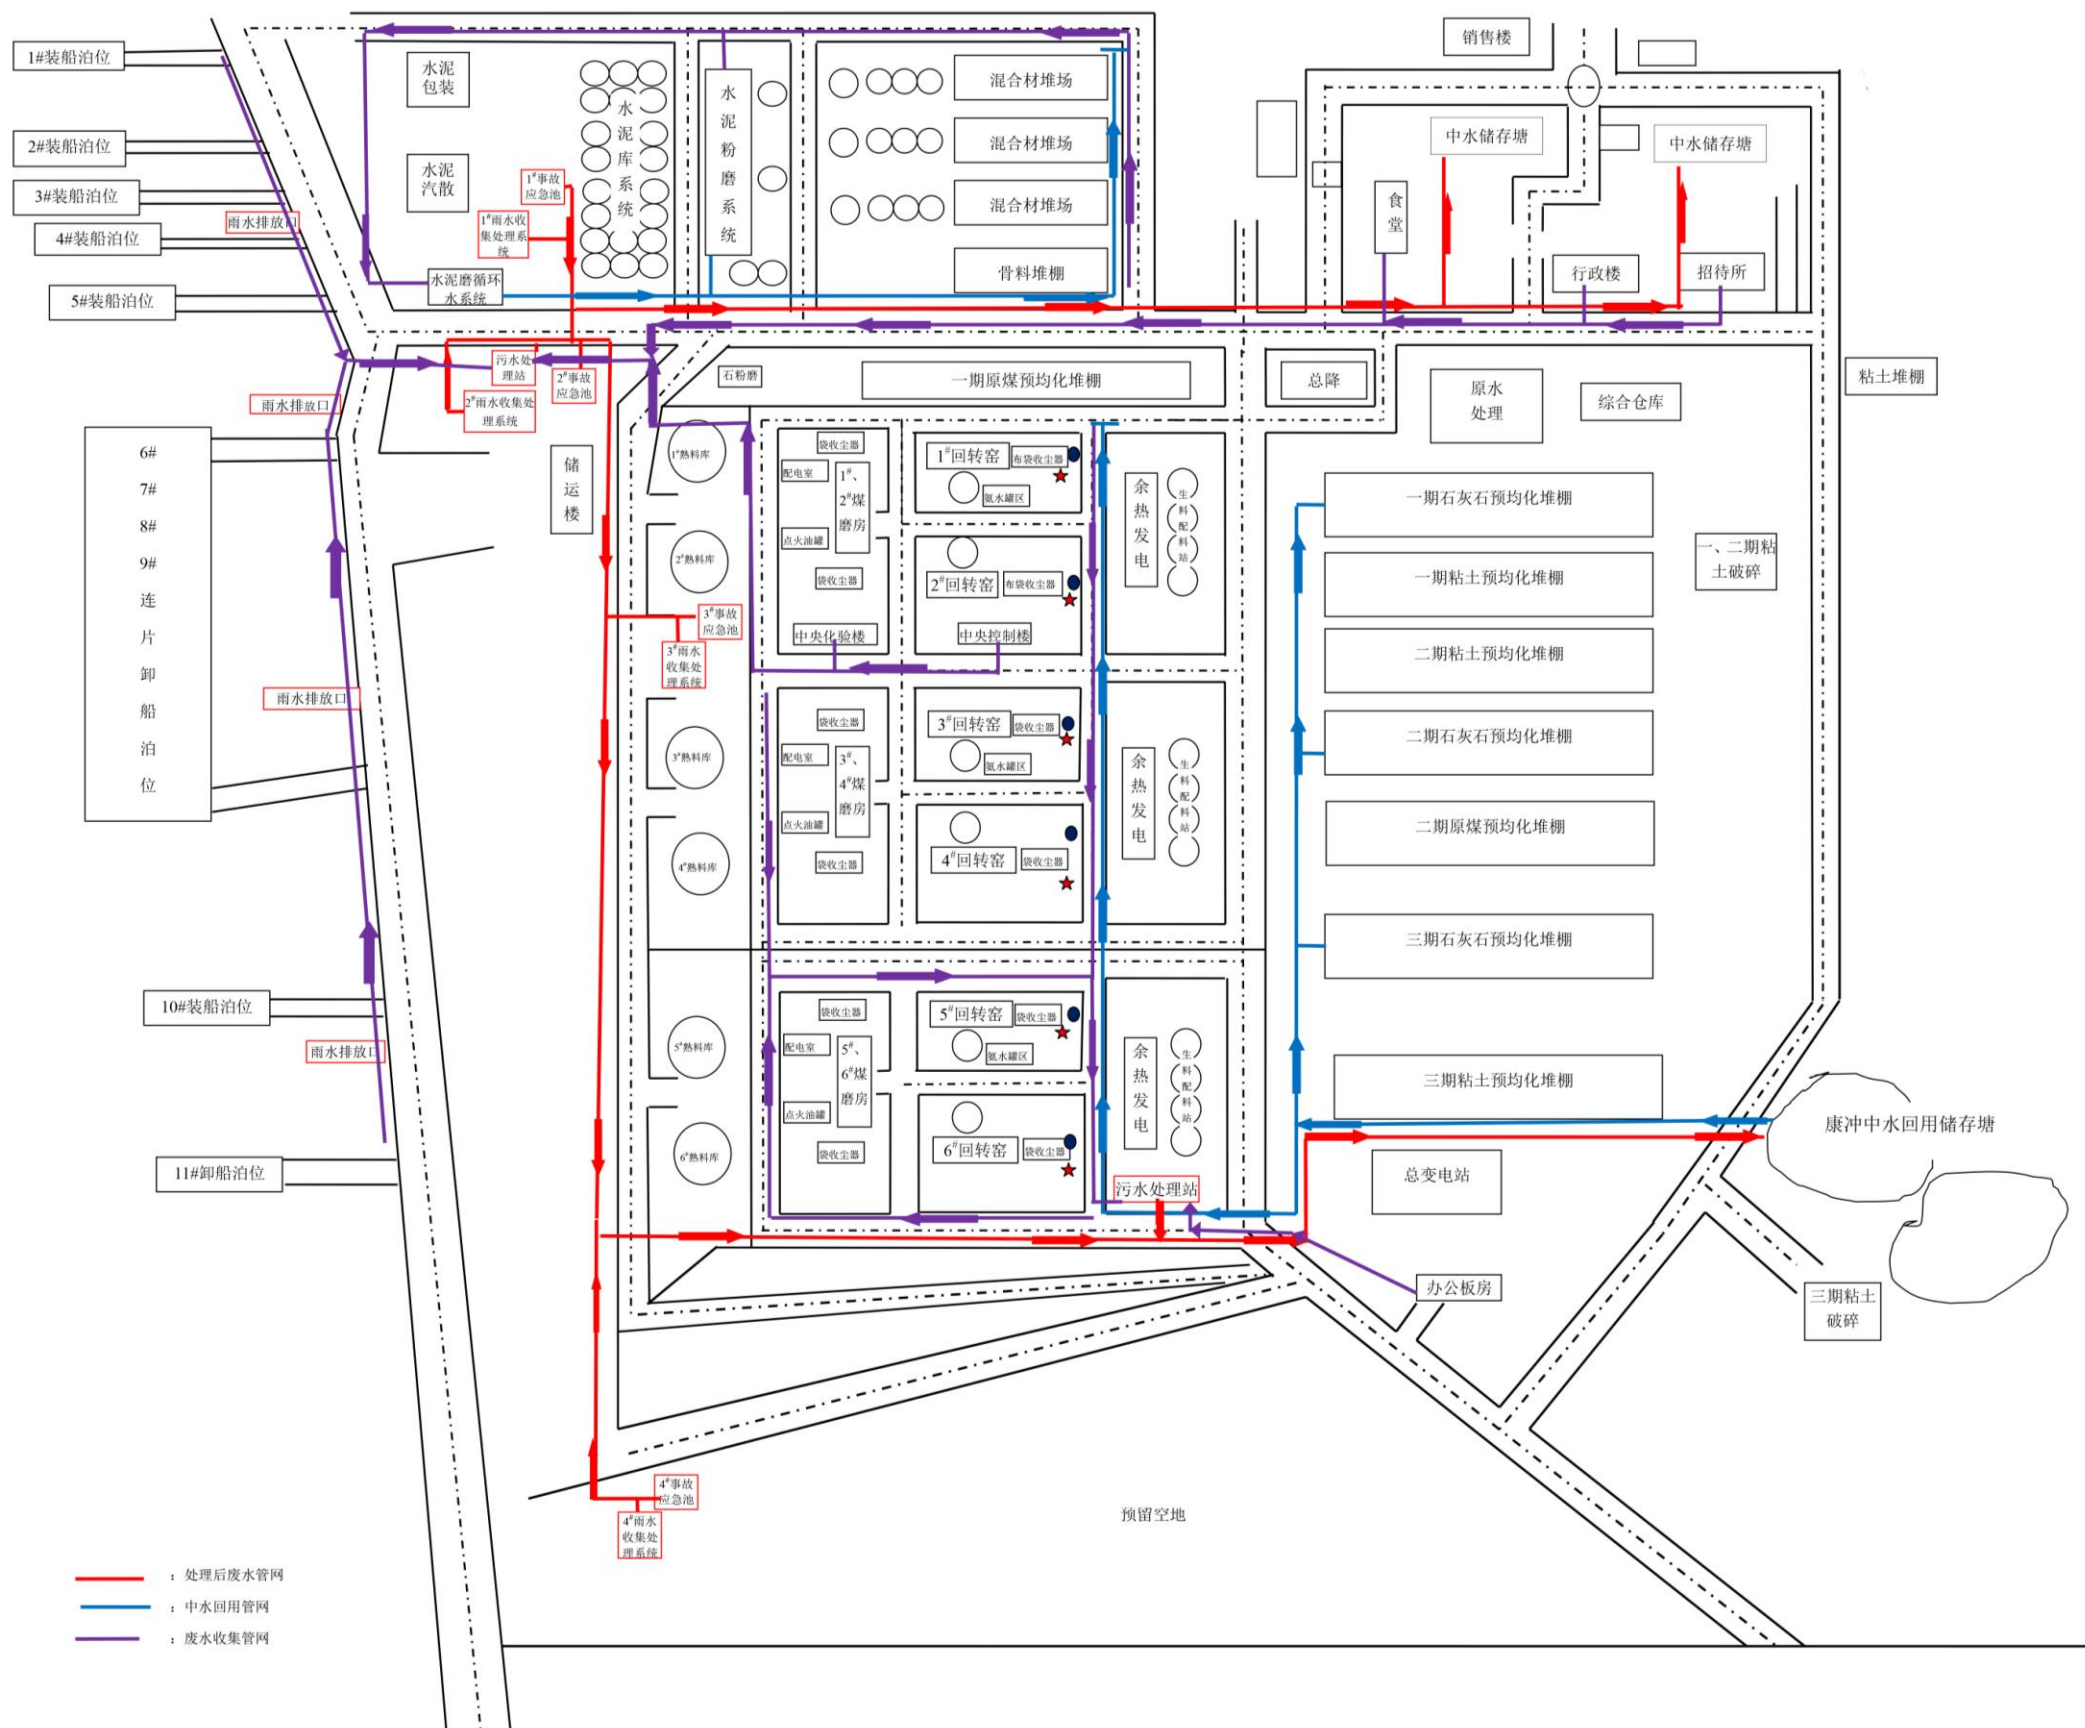 1#装船泊位
2#装船泊位
3#装船泊位
4#装船泊位
5#装船泊位
雨水排放口
水泥
包装
水泥
汽散
1#事故
应急池
1#雨水收
集处理系
统
水泥磨循环
水系统
水
泥
库
系
统
水
泥
粉
磨
系
统
混合材堆场
混合材堆场
混合材堆场
骨料堆棚
销售楼
中水储存塘
中水储存塘
食
堂
行政楼
招待所
污水处
理站
2#事故
应急池
2#雨水收集处
理系统
雨水排放口
石粉磨
一期原煤预均化堆棚
总降
原水
处理
综合仓库
粘土堆棚
6#
7#
8#
9#
连
片
卸
船
泊
位
储
运
楼
1#熟料库
2#熟料库
3#事故
应急池
3#雨水
收集处
理系统
3#熟料库
4#熟料库
5#熟料库
6#熟料库
袋收尘器
配电室
1#、
2#煤
磨房
点火油罐
袋收尘器
中央化验楼
1#回转窑
布袋收尘器
氨水罐区
2#回转窑
布袋收尘器
中央控制楼
余
热
发
电
生
料
配
料
站
一期石灰石预均化堆棚
一期粘土预均化堆棚
一、二期粘
土破碎
二期粘土预均化堆棚
二期石灰石预均化堆棚
二期原煤预均化堆棚
三期石灰石预均化堆棚
三期粘土预均化堆棚
雨水排放口
袋收尘器
配电室
3#、
4#煤
磨房
点火油罐
袋收尘器
3#回转窑
袋收尘器
氨水罐区
4#回转窑
袋收尘器
余
热
发
电
生
料
配
料
站
10#装船泊位
雨水排放口
11#卸船泊位
袋收尘器
配电室
5#、
6#煤
磨房
点火油罐
袋收尘器
5#回转窑
袋收尘器
氨水罐区
6#回转窑
袋收尘器
余
热
发
电
生
料
配
料
站
污水处理站
康冲中水回用储存塘
总变电站
办公板房
三期粘土
破碎
4#事故
应急池
4#雨水
收集处
理系统
预留空地
：处理后废水管网
：中水回用管网
：废水收集管网